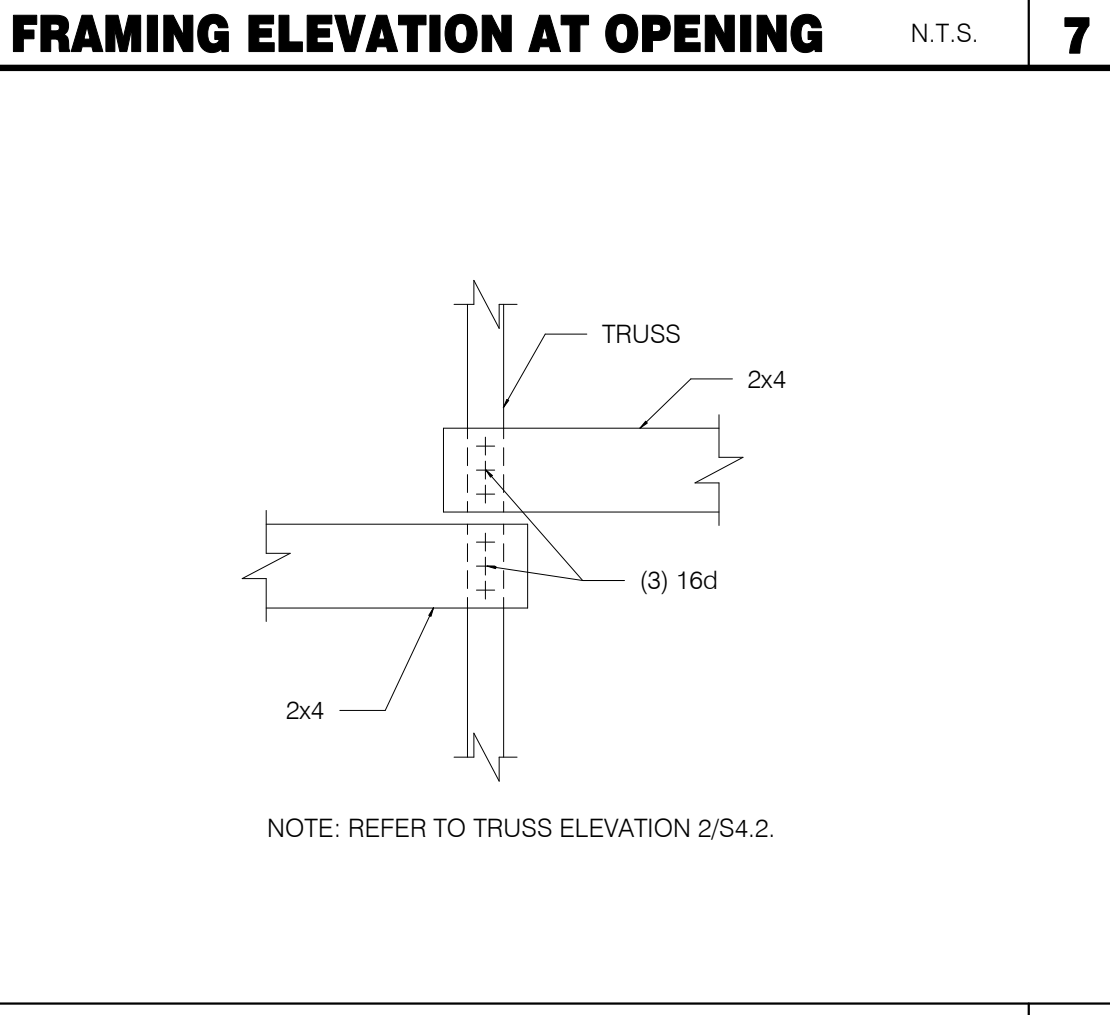 FRAMING ELEVATION AT OPENING N.T.S. 7
TRUSS
2x4
(3) 16d
2x4
NOTE: REFER TO TRUSS ELEVATION 2/S4.2.